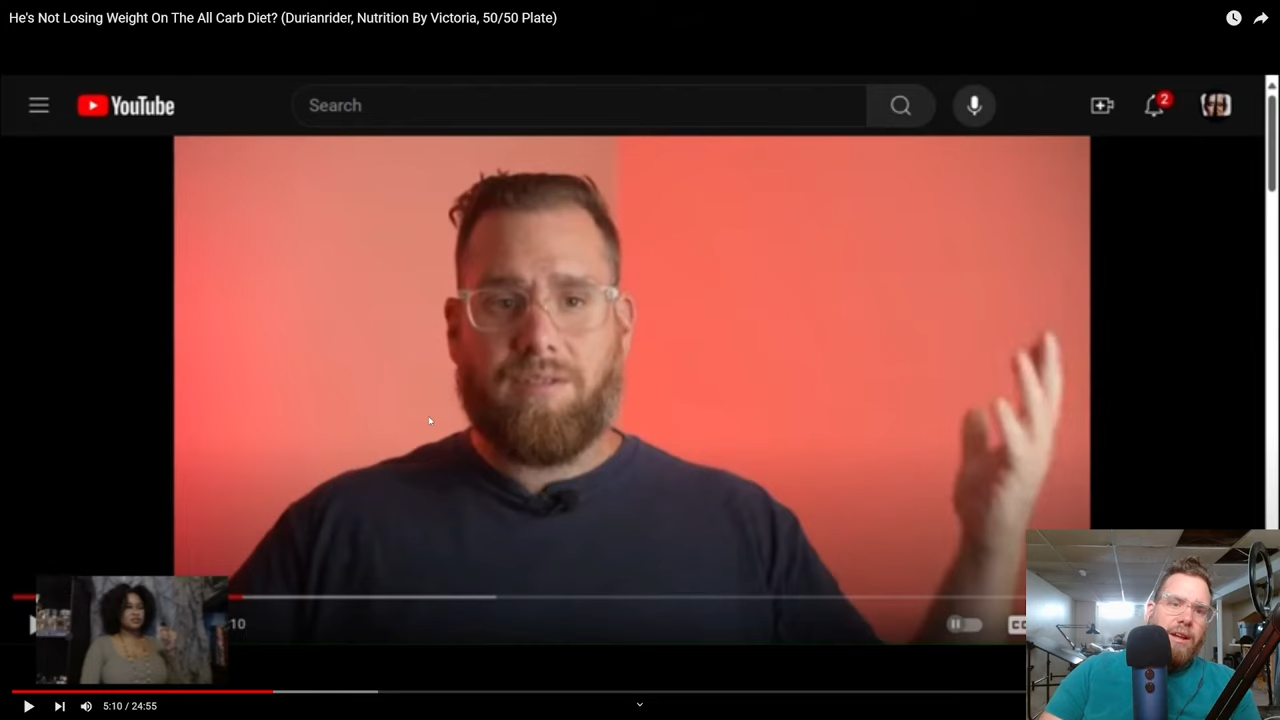 He's Not Losing Weight On The All Carb Diet? (Durianrider, Nutrition By Victoria, 50/50 Plate)
YouTube
Search
2
10
CC
5:10 / 24:55